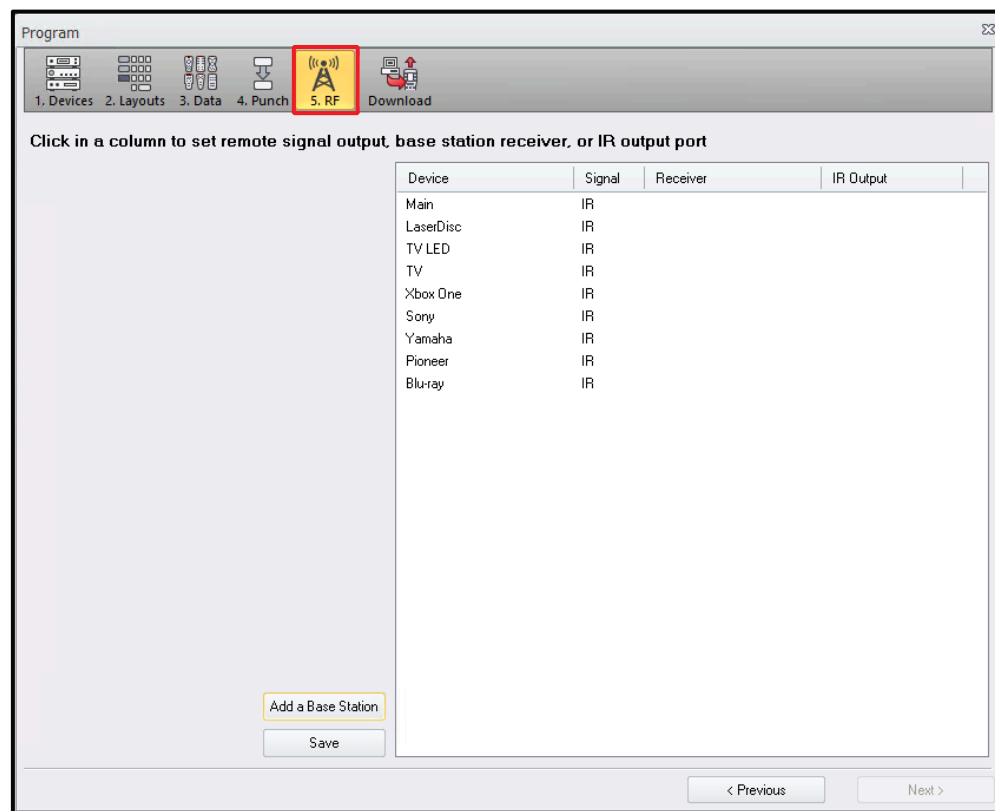 Program
1. Devices 2. Layouts 3. Data 4. Punch 5. RF Download
Click in a column to set remote signal output, base station receiver, or IR output port
Device Signal Receiver IR Output
Main IR
LaserDisc IR
TV LED IR
TV IR
Xbox One IR
Sony IR
Yamaha IR
Pioneer IR
Blu-ray IR
Add a Base Station
Save
< Previous Next >